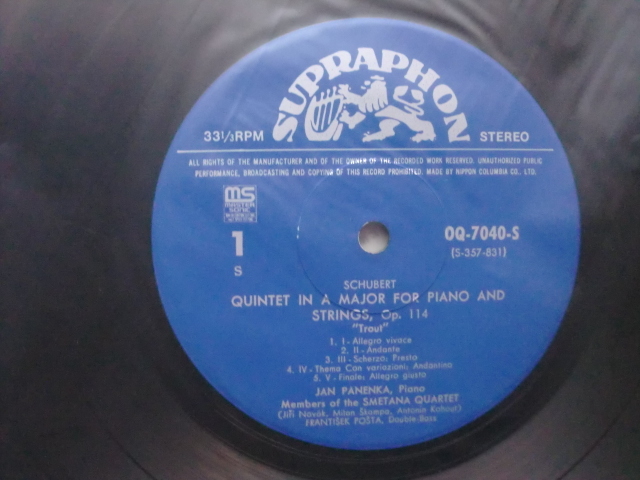 SUPRAPHON
33⅓RPM
STEREO
ALL RIGHTS OF THE MANUFACTURER AND OF THE OWNER OF THE RECORDED WORK RESERVED. UNAUTHORIZED PUBLIC
PERFORMANCE, BROADCASTING AND COPYING OF THIS RECORD PROHIBITED. MADE BY NIPPON COLUMBIA CO., LTD.
MS
MASTER
SONIC
1
S
OQ-7040-S
(S-357-831)
SCHUBERT
QUINTET IN A MAJOR FOR PIANO AND
STRINGS, Op. 114
"Trout"
1. I-Allegro vivace
2. II-Andante
3. III-Scherzo: Presto
4. IV-Thema Con variazioni: Andantino
5. V-Finale: Allegro giusto
JAN PANENKA, Piano
Members of the SMETANA QUARTET
(Jiří Novák, Milan Škampa, Antonín Kohout)
FRANTIŠEK POŠTA, Double-Bass